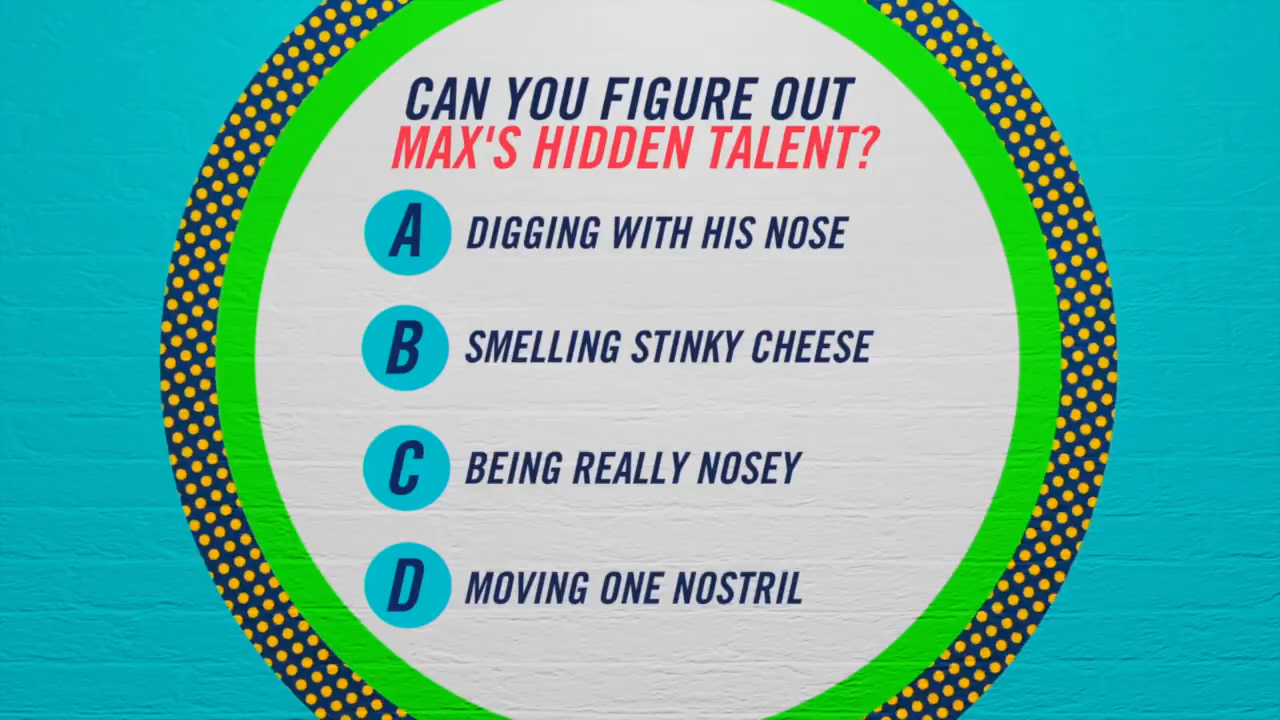 CAN YOU FIGURE OUT
MAX'S HIDDEN TALENT?
A DIGGING WITH HIS NOSE
B SMELLING STINKY CHEESE
C BEING REALLY NOSEY
D MOVING ONE NOSTRIL